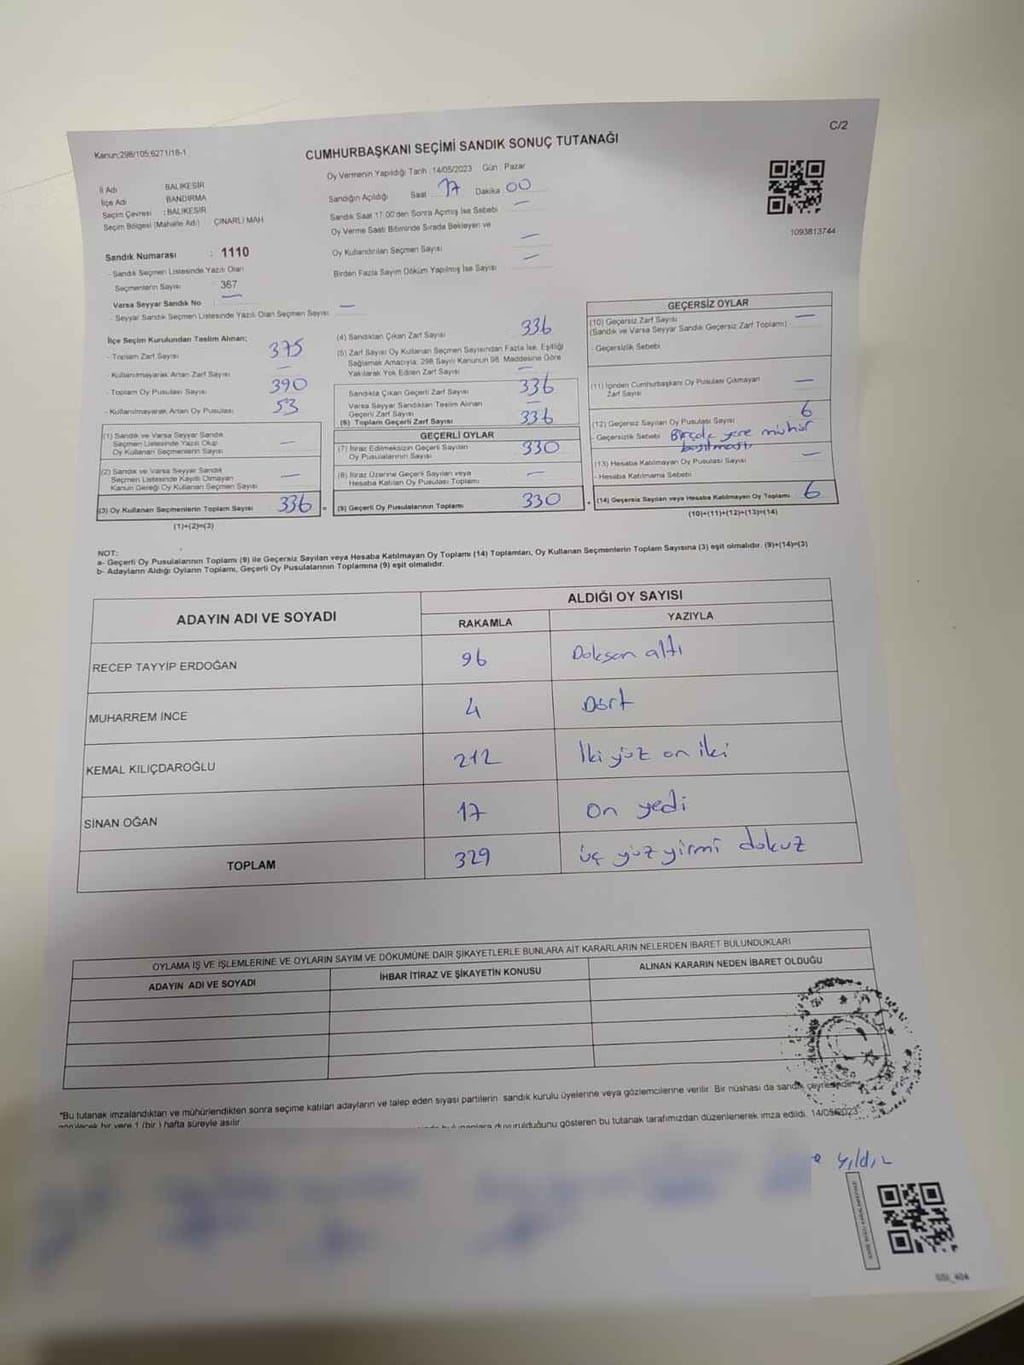 C/2
Kanun:298/105;6271/18-1
CUMHURBAŞKANI SEÇİMİ SANDIK SONUÇ TUTANAĞI
İl Adı BALIKESİR
İlçe Adı BANDIRMA
Seçim Çevresi : BALIKESİR
Seçim Bölgesi (Mahalle Adı) ÇINARLI MAH
Sandık Numarası : 1110
- Sandık Seçmen Listesinde Yazılı Olan
Seçmenlerin Sayısı : 367
Varsa Seyyar Sandık No : —
- Seyyar Sandık Seçmen Listesinde Yazılı Olan Seçmen Sayısı —
Oy Vermenin Yapıldığı Tarih : 14/05/2023 Gün : Pazar
Sandığın Açıldığı Saat 17 Dakika 00
Sandık Saat 17.00'den Sonra Açılmış İse Sebebi —
Oy Verme Saati Bitiminde Sırada Bekleyen ve
Oy Kullandırılan Seçmen Sayısı —
Birden Fazla Sayım Döküm Yapılmış İse Sayısı —
1093813744
İlçe Seçim Kurulundan Teslim Alınan;
- Toplam Zarf Sayısı 375
- Kullanılmayarak Artan Zarf Sayısı —
- Toplam Oy Pusulası Sayısı 390
- Kullanılmayarak Artan Oy Pusulası 53
(1) Sandık ve Varsa Seyyar Sandık
Seçmen Listesinde Yazılı Olup
Oy Kullanan Seçmenlerin Sayısı —
(2) Sandık ve Varsa Seyyar Sandık
Seçmen Listesinde Kayıtlı Olmayan
Kanun Gereği Oy Kullanan Seçmen Sayısı —
(3) Oy Kullanan Seçmenlerin Toplam Sayısı 336 =
(1)+(2)=(3)
(4) Sandıktan Çıkan Zarf Sayısı 336
(5) Zarf Sayısı Oy Kullanan Seçmen Sayısından Fazla İse, Eşitliği
Sağlamak Amacıyla; 298 Sayılı Kanunun 98. Maddesine Göre
Yakılarak Yok Edilen Zarf Sayısı —
Sandıkta Çıkan Geçerli Zarf Sayısı 336
Varsa Seyyar Sandıktan Teslim Alınan
Geçerli Zarf Sayısı —
(6) Toplam Geçerli Zarf Sayısı 336
GEÇERLİ OYLAR
(7) İtiraz Edilmeksizin Geçerli Sayılan
Oy Pusulasının Sayısı 330
(8) İtiraz Üzerine Geçerli Sayılan veya
Hesaba Katılan Oy Pusulası Toplamı —
(9) Geçerli Oy Pusulalarının Toplamı 330 +
GEÇERSİZ OYLAR
(10) Geçersiz Zarf Sayısı
(Sandık ve Varsa Seyyar Sandık Geçersiz Zarf Toplamı) —
- Geçersizlik Sebebi
(11) İçinden Cumhurbaşkanı Oy Pusulası Çıkmayan
Zarf Sayısı —
(12) Geçersiz Sayılan Oy Pusulası Sayısı 6
- Geçersizlik Sebebi Birçok yere mühür
basılması
(13) Hesaba Katılmayan Oy Pusulası Sayısı —
- Hesaba Katılmama Sebebi
(14) Geçersiz Sayılan veya Hesaba Katılmayan Oy Toplamı 6
(10)+(11)+(12)+(13)=(14)
NOT:
a- Geçerli Oy Pusulalarının Toplamı (9) ile Geçersiz Sayılan veya Hesaba Katılmayan Oy Toplamı (14) Toplamları, Oy Kullanan Seçmenlerin Toplam Sayısına (3) eşit olmalıdır. (9)+(14)=(3)
b- Adayların Aldığı Oyların Toplamı, Geçerli Oy Pusulalarının Toplamına (9) eşit olmalıdır.
ADAYIN ADI VE SOYADI
ALDIĞI OY SAYISI
RAKAMLA YAZIYLA
RECEP TAYYİP ERDOĞAN 96 Doksan altı
MUHARREM İNCE 4 Dört
KEMAL KILIÇDAROĞLU 212 İki yüz on iki
SİNAN OĞAN 17 On yedi
TOPLAM 329 üç yüz yirmi dokuz
OYLAMA İŞ VE İŞLEMLERİNE VE OYLARIN SAYIM VE DÖKÜMÜNE DAİR ŞİKAYETLERLE BUNLARA AİT KARARLARIN NELERDEN İBARET BULUNDUKLARI
ADAYIN ADI VE SOYADI İHBAR İTİRAZ VE ŞİKAYETİN KONUSU ALINAN KARARIN NEDEN İBARET OLDUĞU
"Bu tutanak imzalandıktan ve mühürlendikten sonra seçime katılan adayların ve talep eden siyasi partilerin sandık kurulu üyelerine veya gözlemcilerine verilir. Bir nüshası da sandık çevresinde
görülecek bir yere 1 (bir) hafta süreyle asılır.
duyurulduğunu gösteren bu tutanak tarafımızdan düzenlenerek imza edildi. 14/05/2023
Yıldız